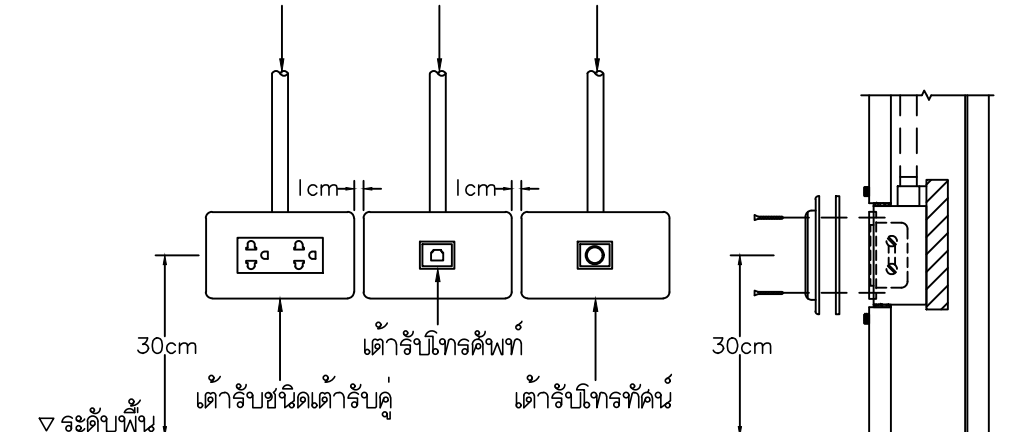 1cm
1cm
30cm
เต้ารับโทรศัพท์
30cm
เต้ารับชนิดเต้ารับคู่
เต้ารับโทรทัศน์
ระดับพื้น